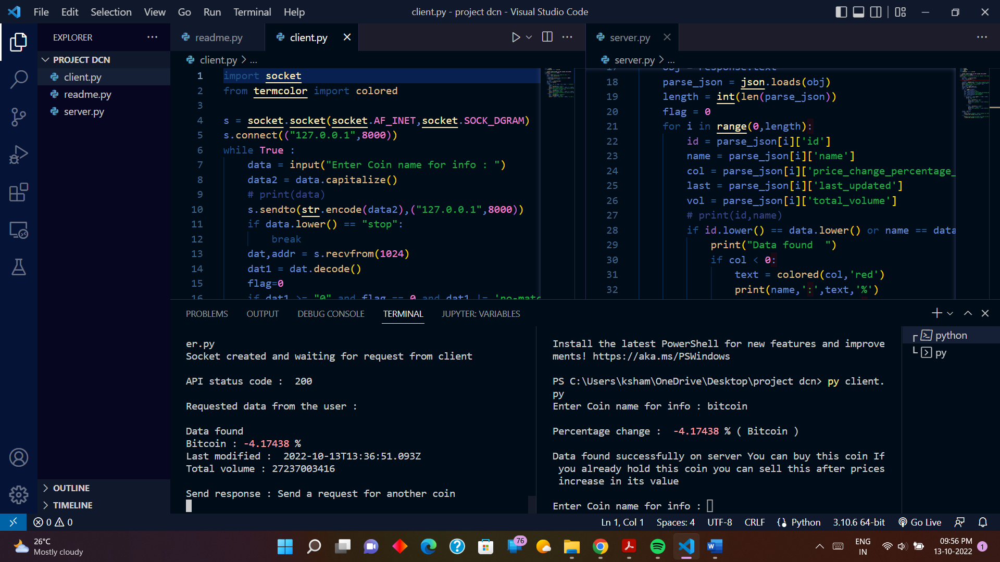 File Edit Selection View Go Run Terminal Help
client.py - project dcn - Visual Studio Code
EXPLORER
PROJECT DCN
client.py
readme.py
server.py
OUTLINE
TIMELINE
readme.py
client.py
client.py > ...
1 import socket
2 from termcolor import colored
3
4 s = socket.socket(socket.AF_INET,socket.SOCK_DGRAM)
5 s.connect(("127.0.0.1",8000))
6 while True :
7 data = input("Enter Coin name for info : ")
8 data2 = data.capitalize()
9 # print(data)
10 s.sendto(str.encode(data2),("127.0.0.1",8000))
11 if data.lower() == "stop":
12 break
13 dat,addr = s.recvfrom(1024)
14 dat1 = dat.decode()
15 flag=0
16 if dat1 >= "0" and flag == 0 and dat1 != 'no-matc
server.py
server.py > ...
17 obj = response.text
18 parse_json = json.loads(obj)
19 length = int(len(parse_json))
20 flag = 0
21 for i in range(0,length):
22 id = parse_json[i]['id']
23 name = parse_json[i]['name']
24 col = parse_json[i]['price_change_percentage_
25 last = parse_json[i]['last_updated']
26 vol = parse_json[i]['total_volume']
27 # print(id,name)
28 if id.lower() == data.lower() or name == data
29 print("Data found  ")
30 if col < 0:
31 text = colored(col,'red')
32 print(name,':',text,'%')
PROBLEMS OUTPUT DEBUG CONSOLE TERMINAL JUPYTER: VARIABLES
er.py
Socket created and waiting for request from client
API status code :  200
Requested data from the user :
Data found
Bitcoin : -4.17438 %
Last modified :  2022-10-13T13:36:51.093Z
Total volume : 27237003416
Send response : Send a request for another coin
Install the latest PowerShell for new features and improve
ments! https://aka.ms/PSWindows
PS C:\Users\ksham\OneDrive\Desktop\project dcn> py client.
py
Enter Coin name for info : bitcoin
Percentage change :  -4.17438 % ( Bitcoin )
Data found successfully on server You can buy this coin If
you already hold this coin you can sell this after prices
increase in its value
Enter Coin name for info :
python
py
0 0
Ln 1, Col 1 Spaces: 4 UTF-8 CRLF Python 3.10.6 64-bit Go Live
26°C
Mostly cloudy
76
ENG
IN
09:56 PM
13-10-2022
1